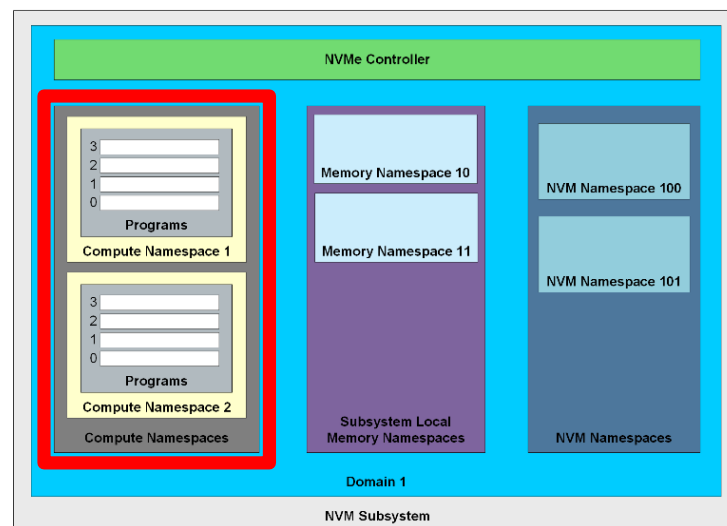 NVMe Controller
3
2
1
0
Programs
Compute Namespace 1
3
2
1
0
Programs
Compute Namespace 2
Compute Namespaces
Memory Namespace 10
Memory Namespace 11
Subsystem Local
Memory Namespaces
NVM Namespace 100
NVM Namespace 101
NVM Namespaces
Domain 1
NVM Subsystem